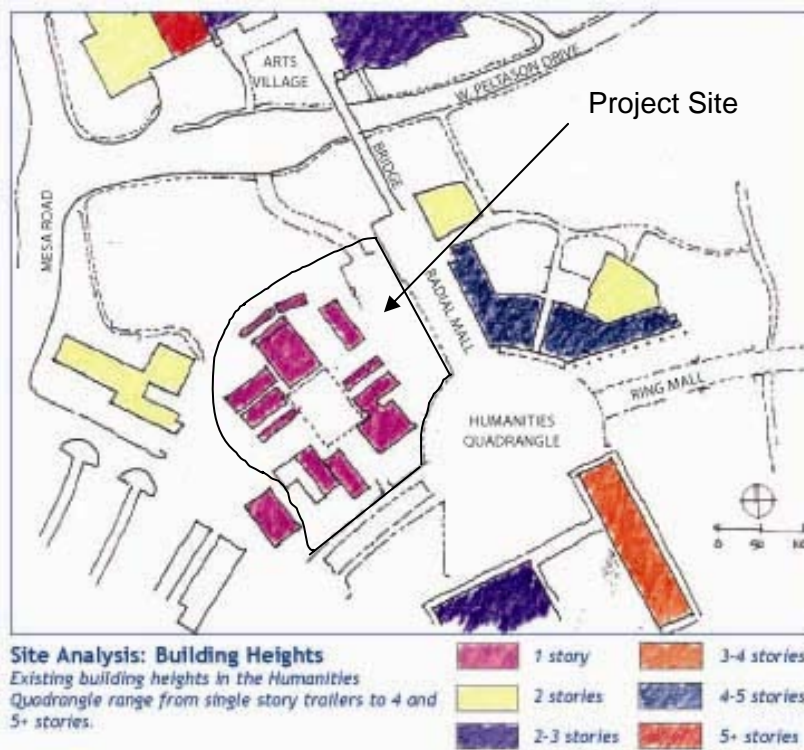 ARTS
VILLAGE
W. PELTASON DRIVE
Project Site
BRIDGE
MESA ROAD
RADIAL MALL
RING MALL
HUMANITIES
QUADRANGLE
0 50
Site Analysis: Building Heights
Existing building heights in the Humanities
Quadrangle range from single story trailers to 4 and
5+ stories.
1 story
3-4 stories
2 stories
4-5 stories
2-3 stories
5+ stories